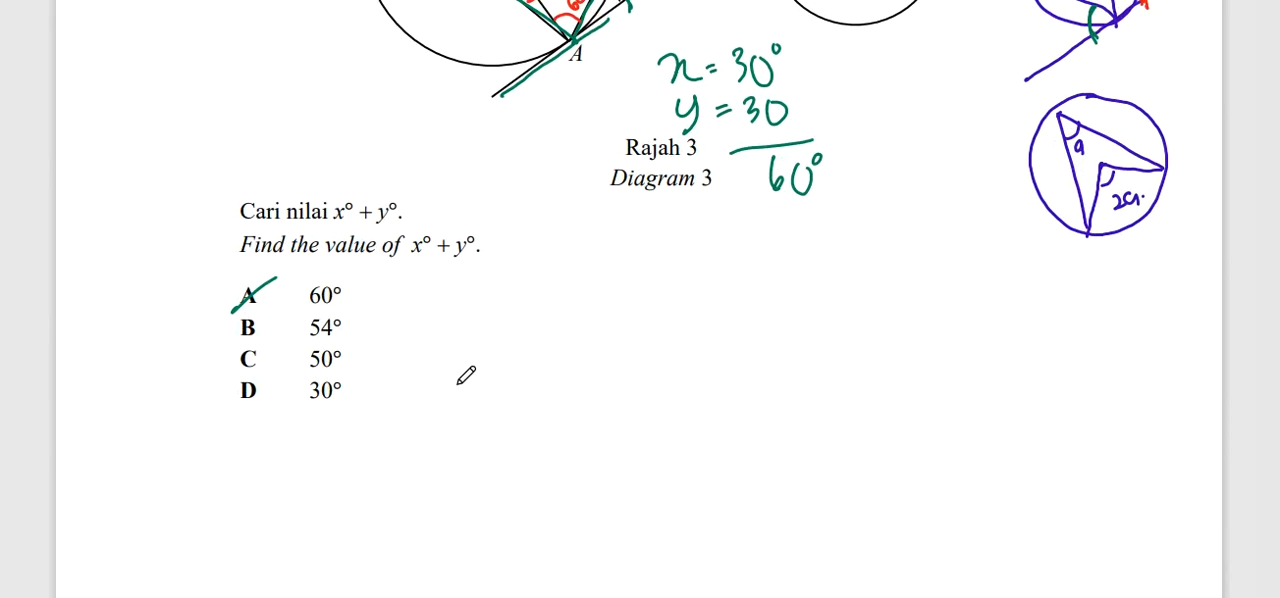 A
x = 30°
y = 30
60°
Rajah 3
Diagram 3
a
2a.
Cari nilai x° + y°.
Find the value of x° + y°.
A 60°
B 54°
C 50°
D 30°